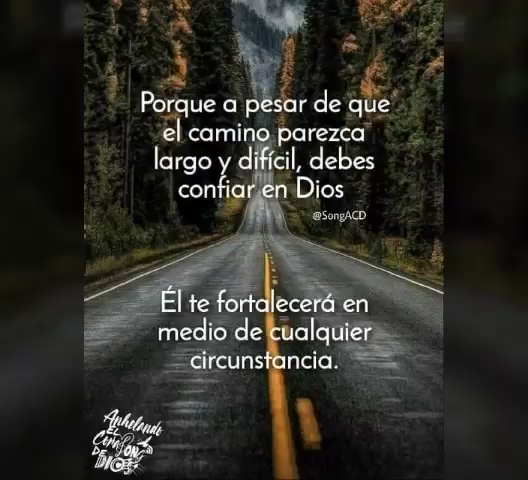 Porque a pesar de que
el camino parezca
largo y difícil, debes
confiar en Dios
@SongACD
Él te fortalecerá en
medio de cualquier
circunstancia.
Anhelando
EL
Corazón
DE
DIOS